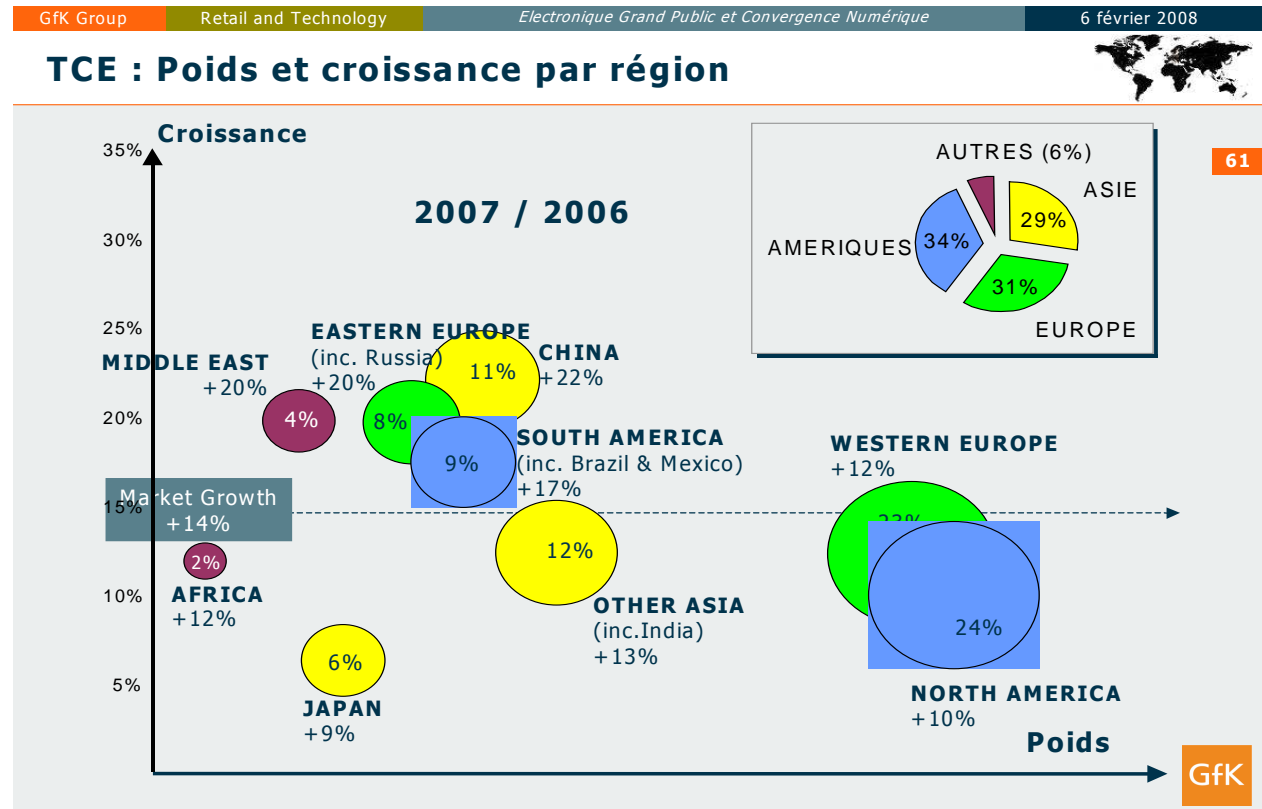 GfK Group
Retail and Technology
Electronique Grand Public et Convergence Numérique
6 février 2008
TCE : Poids et croissance par région
61
Croissance
35%
30%
25%
20%
15%
10%
5%
2007 / 2006
AUTRES (6%)
ASIE
29%
AMERIQUES
34%
31%
EUROPE
MIDDLE EAST
+20%
4%
EASTERN EUROPE
(inc. Russia)
+20%
8%
11%
CHINA
+22%
9%
SOUTH AMERICA
(inc. Brazil & Mexico)
+17%
WESTERN EUROPE
+12%
23%
Market Growth
+14%
2%
AFRICA
+12%
12%
OTHER ASIA
(inc.India)
+13%
24%
NORTH AMERICA
+10%
6%
JAPAN
+9%
Poids
GfK